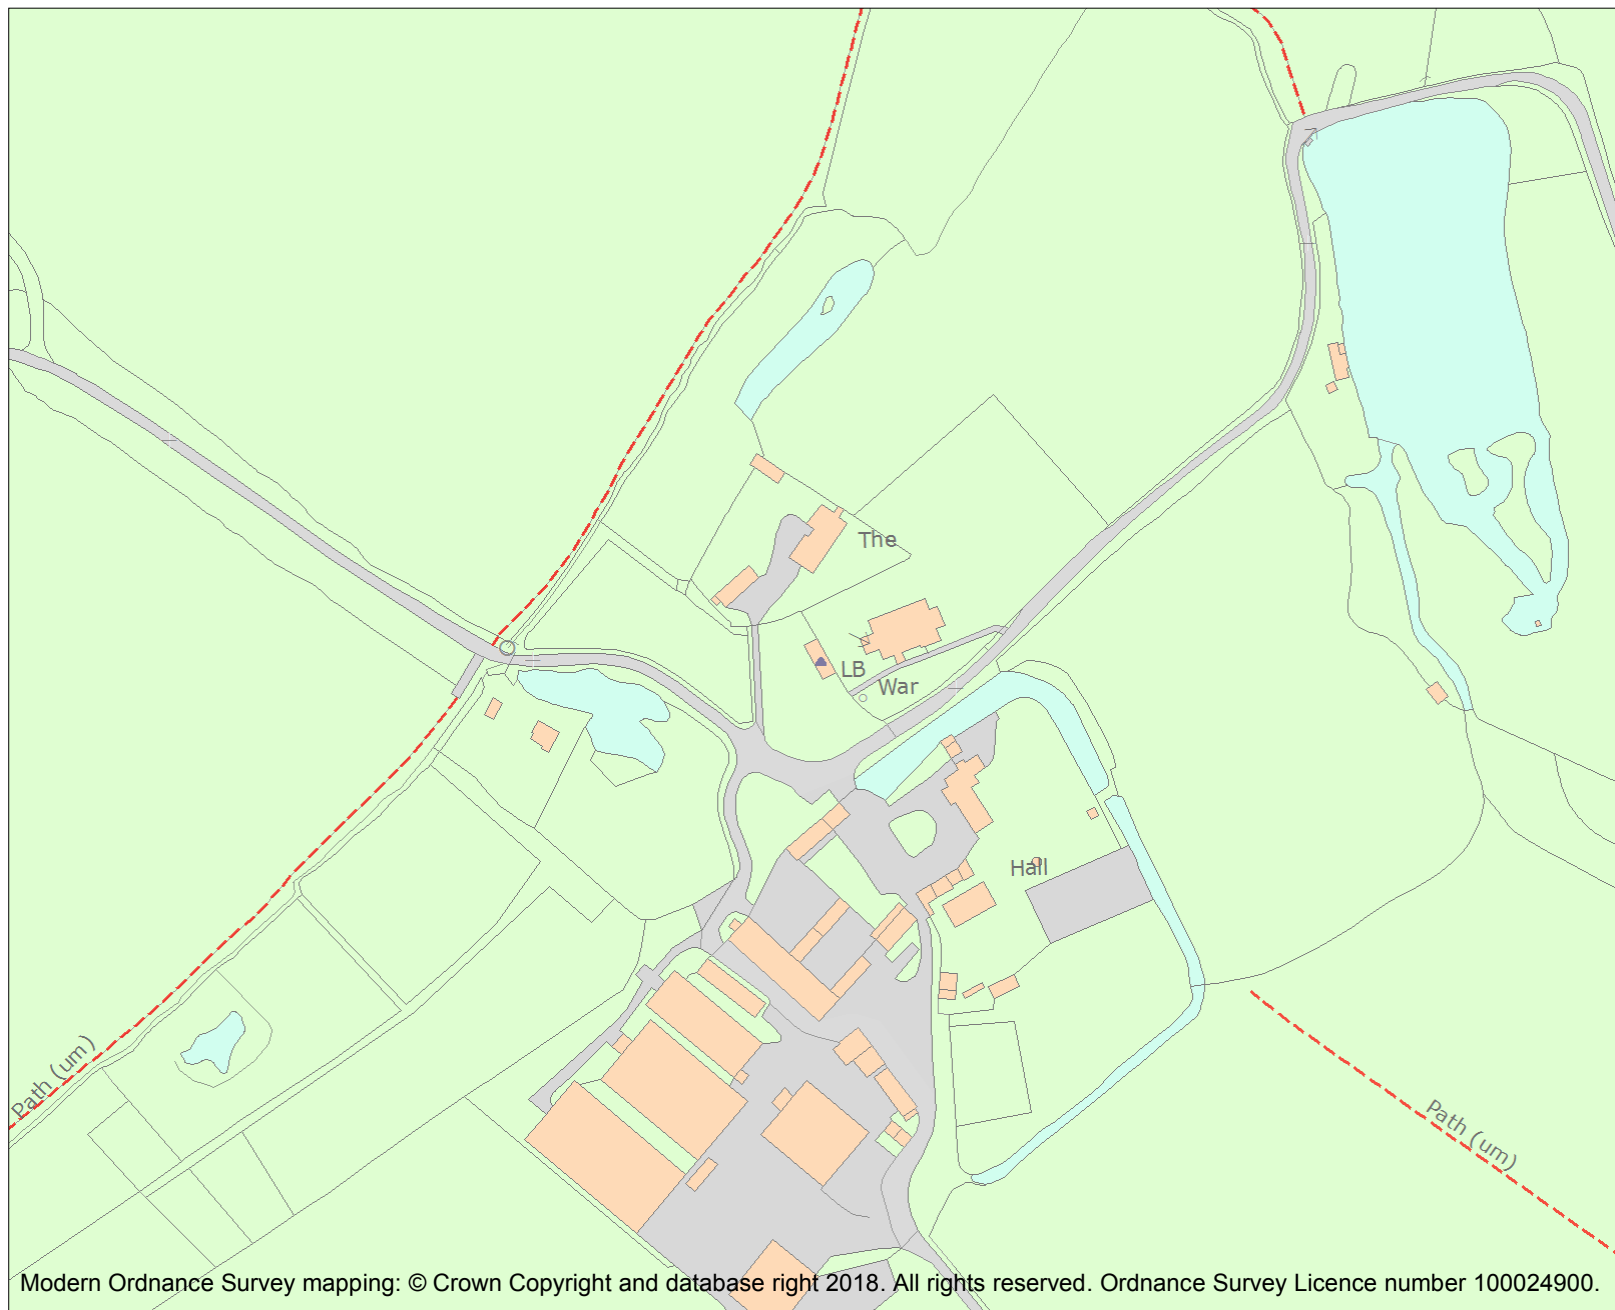 The
LB
War
Hall
Path (um)
Path (um)
Modern Ordnance Survey mapping: © Crown Copyright and database right 2018. All rights reserved. Ordnance Survey Licence number 100024900.